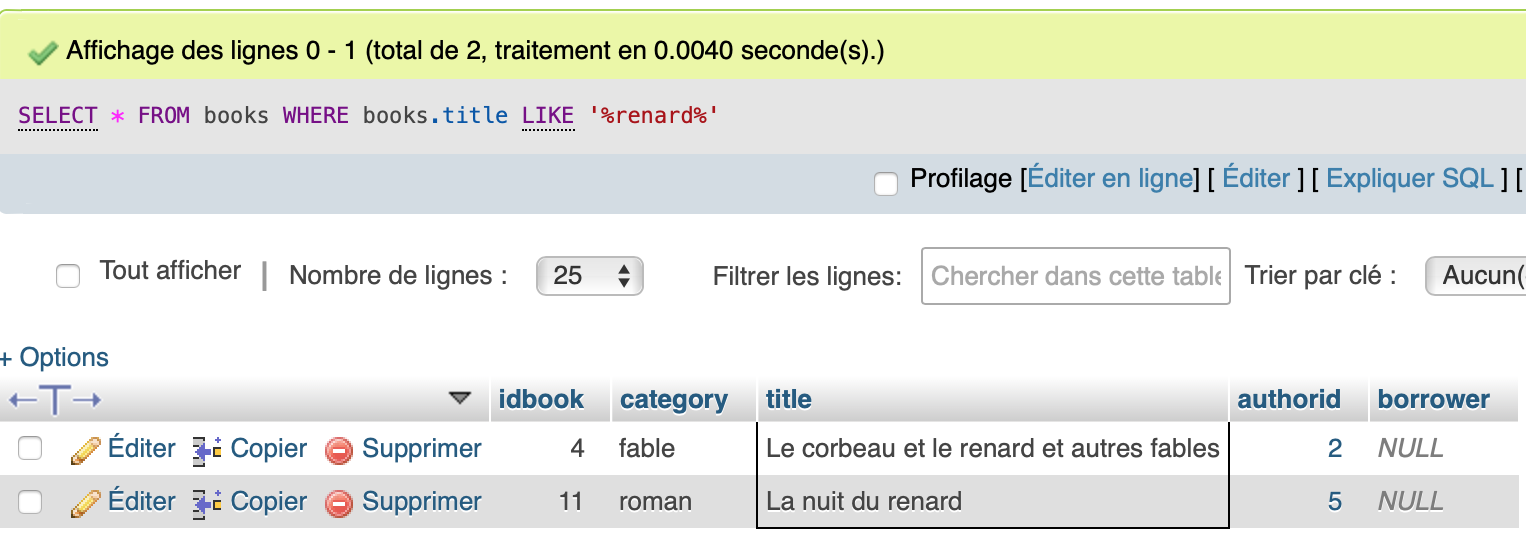 Affichage des lignes 0 - 1 (total de 2, traitement en 0.0040 seconde(s).)
SELECT * FROM books WHERE books.title LIKE '%renard%'
Profilage [Éditer en ligne] [ Éditer ] [ Expliquer SQL ] [
Tout afficher | Nombre de lignes : 25 Filtrer les lignes: Chercher dans cette table Trier par clé : Aucun(
+ Options
←T→ idbook category title authorid borrower
Éditer Copier Supprimer 4 fable Le corbeau et le renard et autres fables 2 NULL
Éditer Copier Supprimer 11 roman La nuit du renard 5 NULL